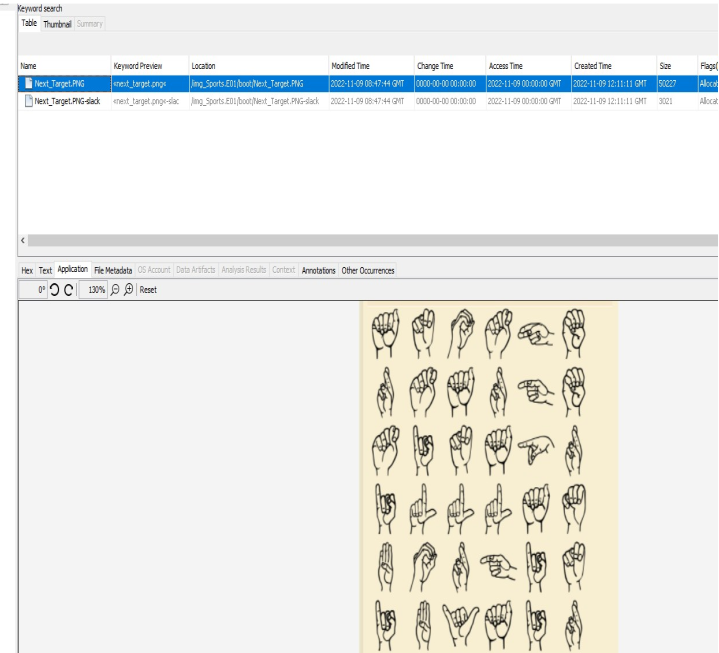 Keyword search
Table Thumbnail Summary
Name Keyword Preview Location Modified Time Change Time Access Time Created Time Size Flags(
Next_Target.PNG «next_target.png« /img_Sports.E01/boot/Next_Target.PNG 2022-11-09 08:47:44 GMT 0000-00-00 00:00:00 2022-11-09 00:00:00 GMT 2022-11-09 12:11:11 GMT 50227 Allocat
Next_Target.PNG-slack «next_target.png«-slac /img_Sports.E01/boot/Next_Target.PNG-slack 2022-11-09 08:47:44 GMT 0000-00-00 00:00:00 2022-11-09 00:00:00 GMT 2022-11-09 12:11:11 GMT 3021 Allocat
Hex Text Application File Metadata OS Account Data Artifacts Analysis Results Context Annotations Other Occurrences
0° 130% Reset